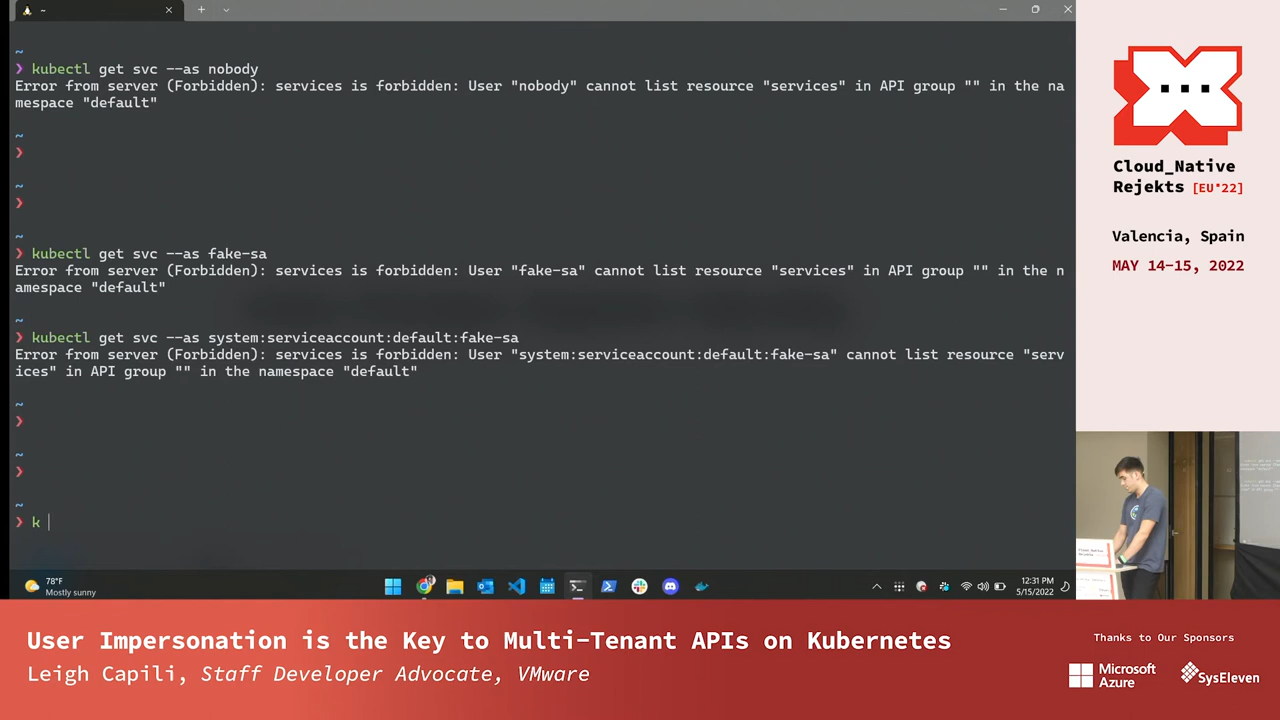 ~
~
❯ kubectl get svc --as nobody
Error from server (Forbidden): services is forbidden: User "nobody" cannot list resource "services" in API group "" in the na
mespace "default"
~
❯
~
❯
~
❯ kubectl get svc --as fake-sa
Error from server (Forbidden): services is forbidden: User "fake-sa" cannot list resource "services" in API group "" in the n
amespace "default"
~
❯ kubectl get svc --as system:serviceaccount:default:fake-sa
Error from server (Forbidden): services is forbidden: User "system:serviceaccount:default:fake-sa" cannot list resource "serv
ices" in API group "" in the namespace "default"
~
❯
~
❯
~
❯ k
78°F
Mostly sunny
12:31 PM
5/15/2022
Cloud_Native
Rejekts [EU'22]
Valencia, Spain
MAY 14-15, 2022
User Impersonation is the Key to Multi-Tenant APIs on Kubernetes
Leigh Capili, Staff Developer Advocate, VMware
Thanks to Our Sponsors
Microsoft
Azure
SysEleven